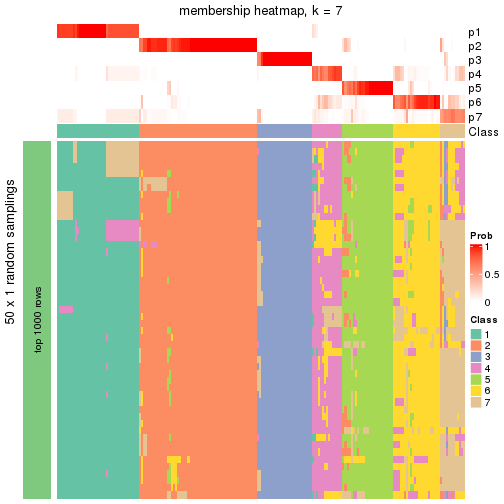 membership heatmap, k = 7
p1
p2
p3
p4
p5
p6
p7
Class
50 x 1 random samplings
top 1000 rows
Prob
1
0.5
0
Class
1
2
3
4
5
6
7